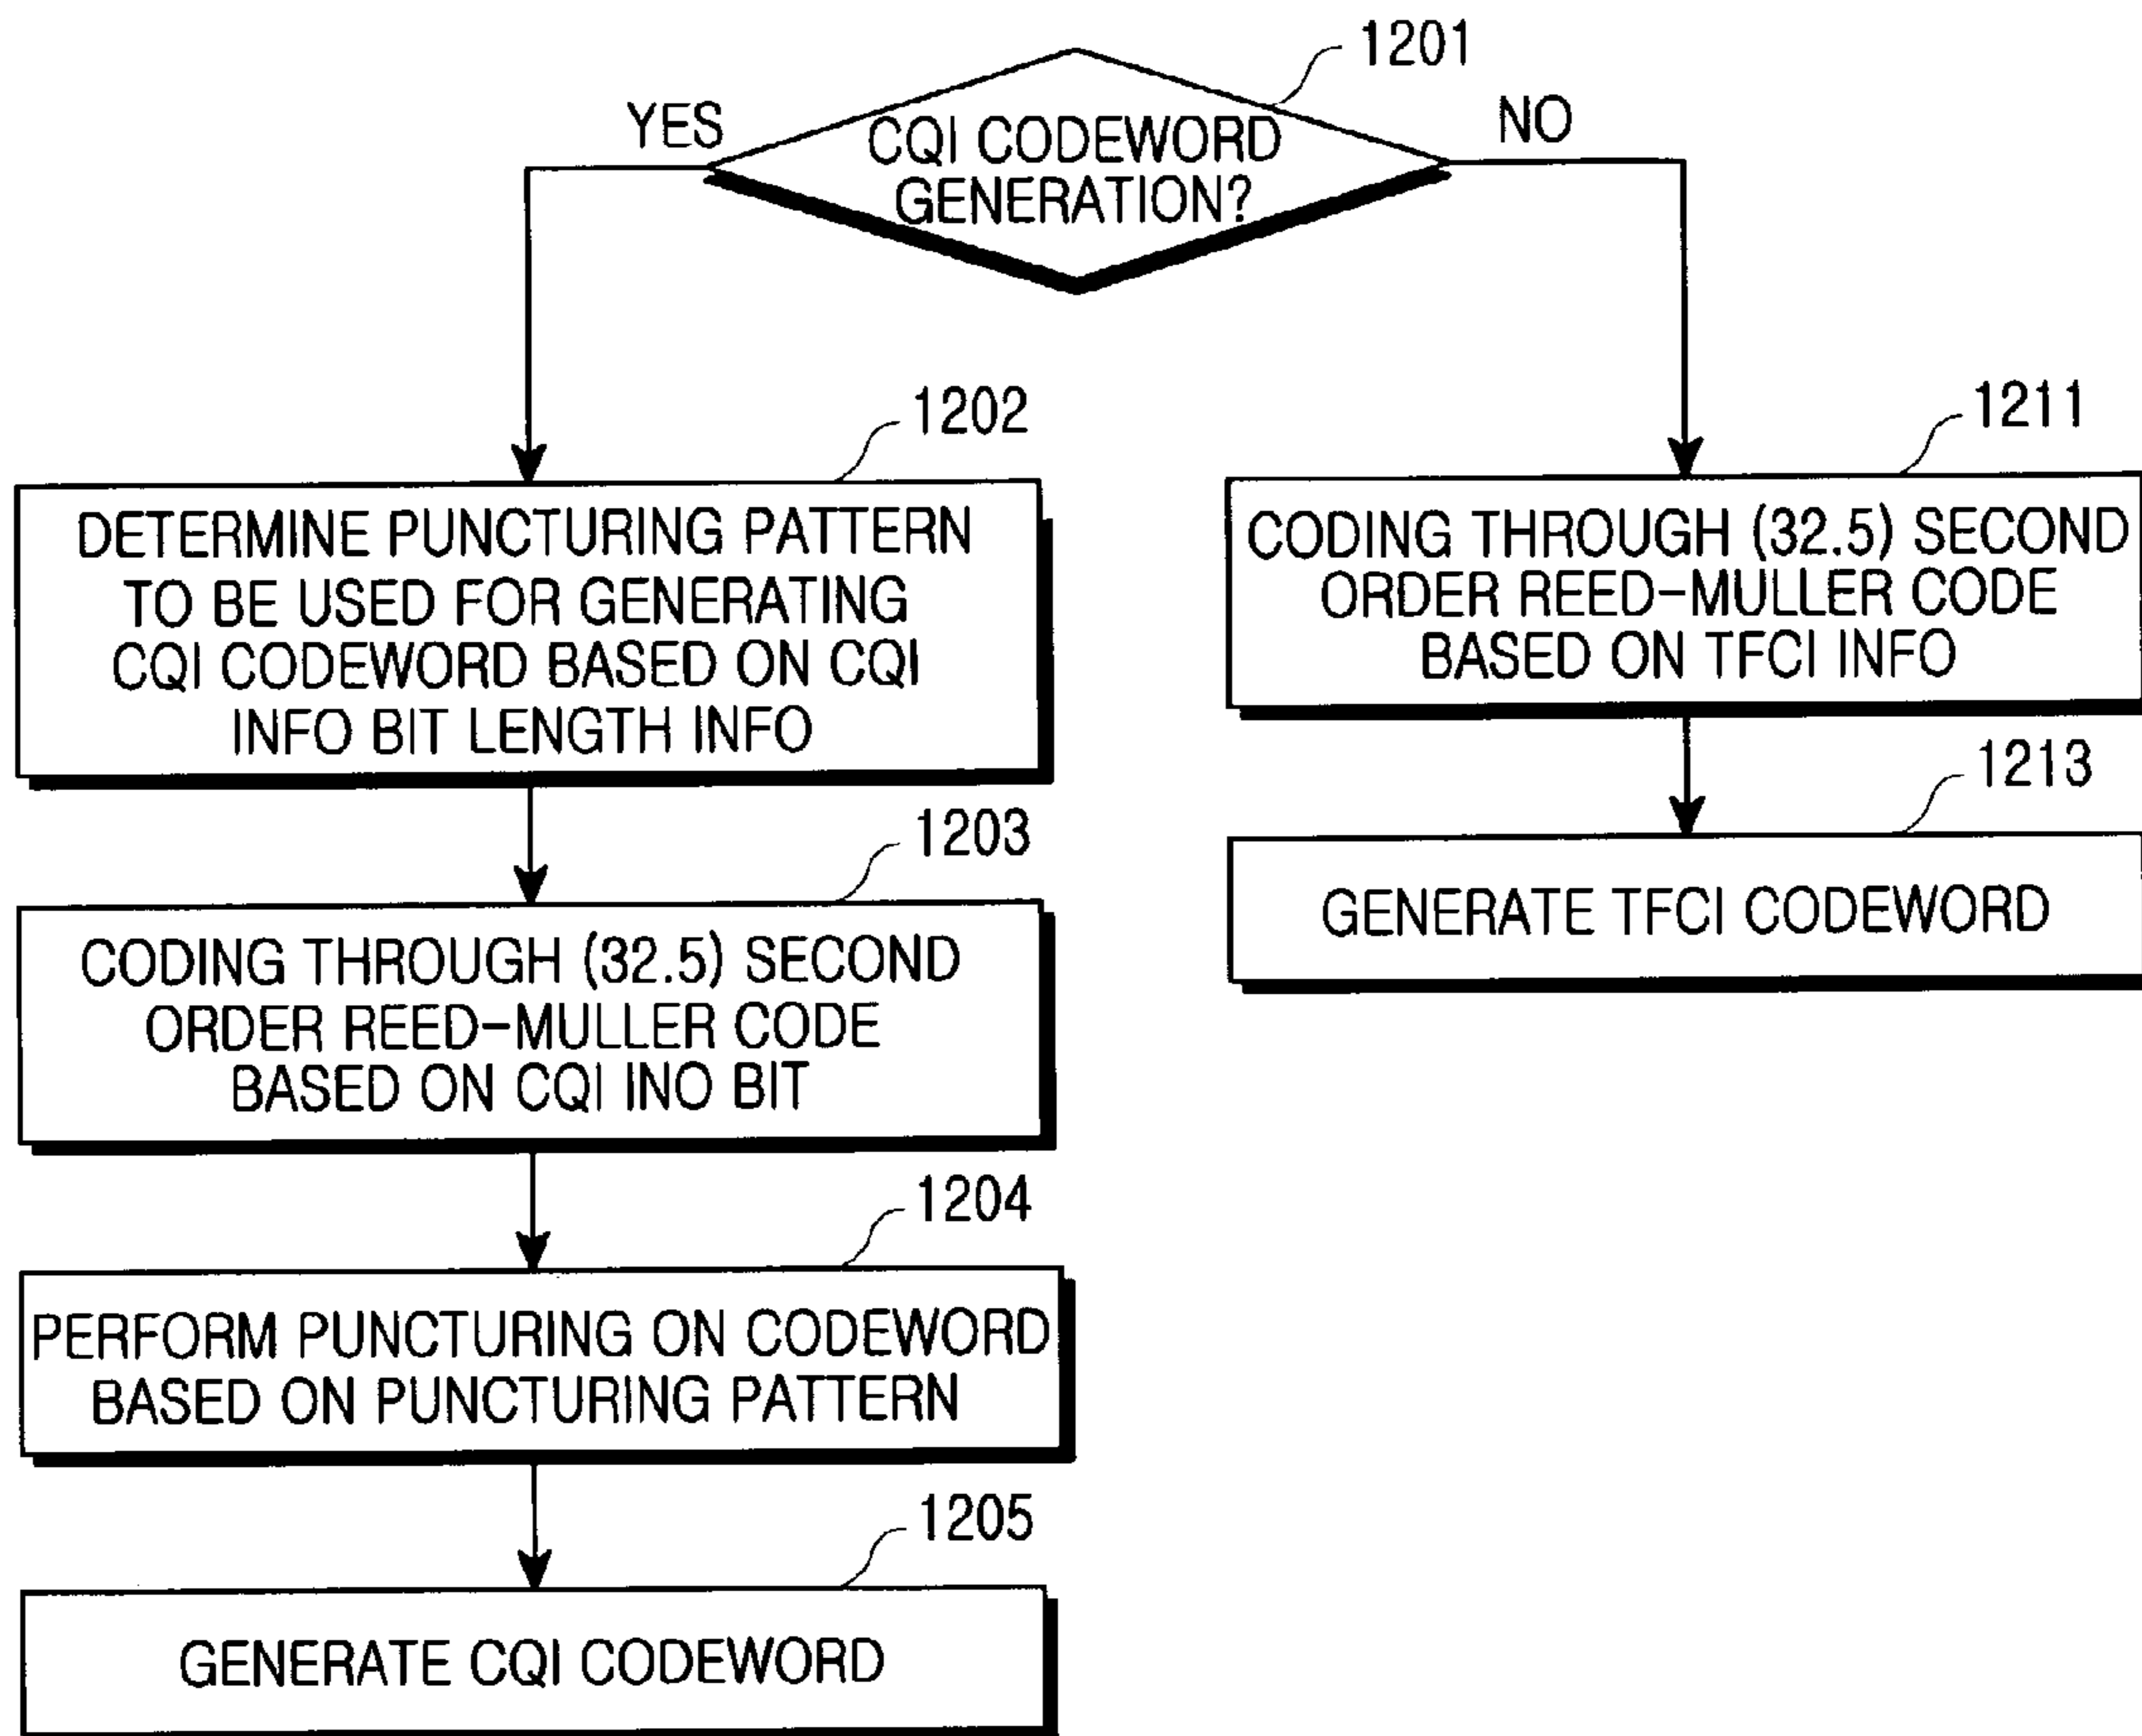 1201
YES
CQI CODEWORD
GENERATION?
NO
1202
DETERMINE PUNCTURING PATTERN
TO BE USED FOR GENERATING
CQI CODEWORD BASED ON CQI
INFO BIT LENGTH INFO
1203
CODING THROUGH (32.5) SECOND
ORDER REED-MULLER CODE
BASED ON CQI INO BIT
1204
PERFORM PUNCTURING ON CODEWORD
BASED ON PUNCTURING PATTERN
1205
GENERATE CQI CODEWORD
1211
CODING THROUGH (32.5) SECOND
ORDER REED-MULLER CODE
BASED ON TFCI INFO
1213
GENERATE TFCI CODEWORD